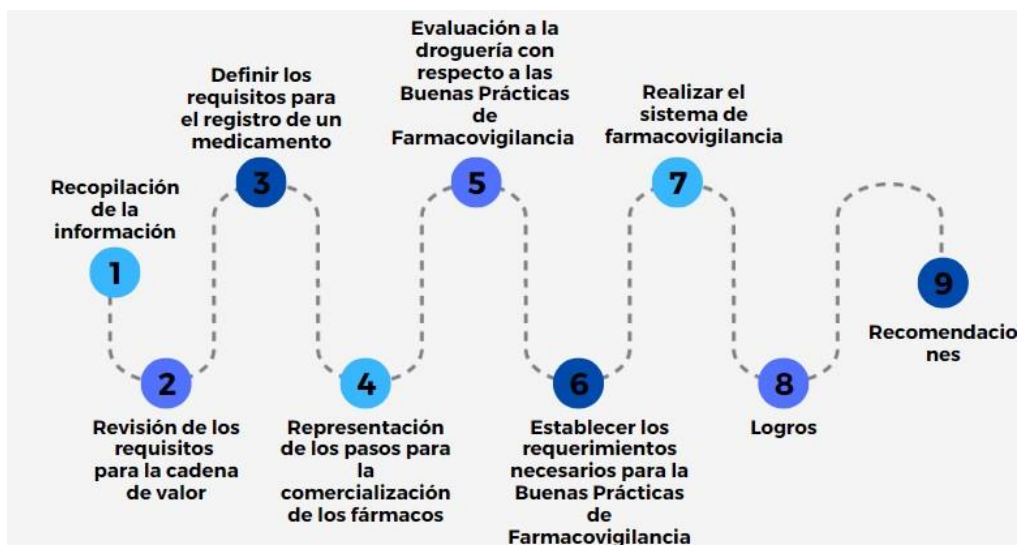 1
Recopilación
de la
información
2
Revisión de los
requisitos
para la cadena
de valor
3
Definir los
requisitos para
el registro de un
medicamento
4
Representación
de los pasos para
la
comercialización
de los fármacos
5
Evaluación a la
droguería con
respecto a las
Buenas Prácticas
de
Farmacovigilancia
6
Establecer los
requerimientos
necesarios para la
Buenas Prácticas
de
Farmacovigilancia
7
Realizar el
sistema de
farmacovigilancia
8
Logros
9
Recomendacio
nes